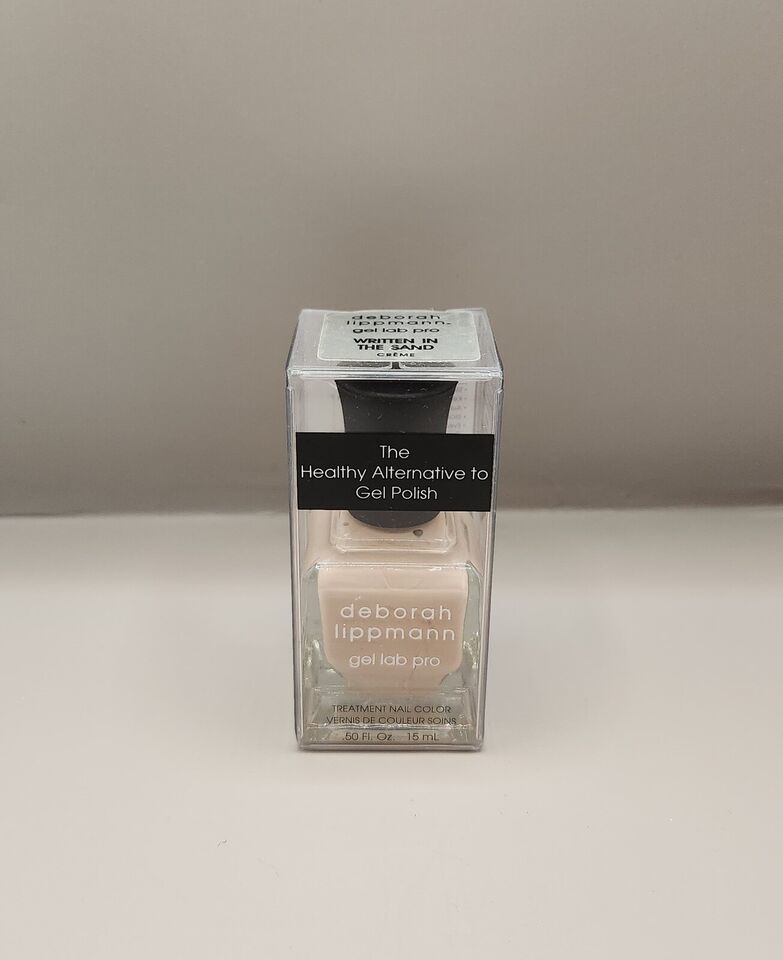 deborah
lippmann.
gel lab pro
WRITTEN IN
THE SAND
CRÈME
The
Healthy Alternative to
Gel Polish
deborah
lippmann
gel lab pro
TREATMENT NAIL COLOR
VERNIS DE COULEUR SOINS
.50 Fl. Oz. 15 mL